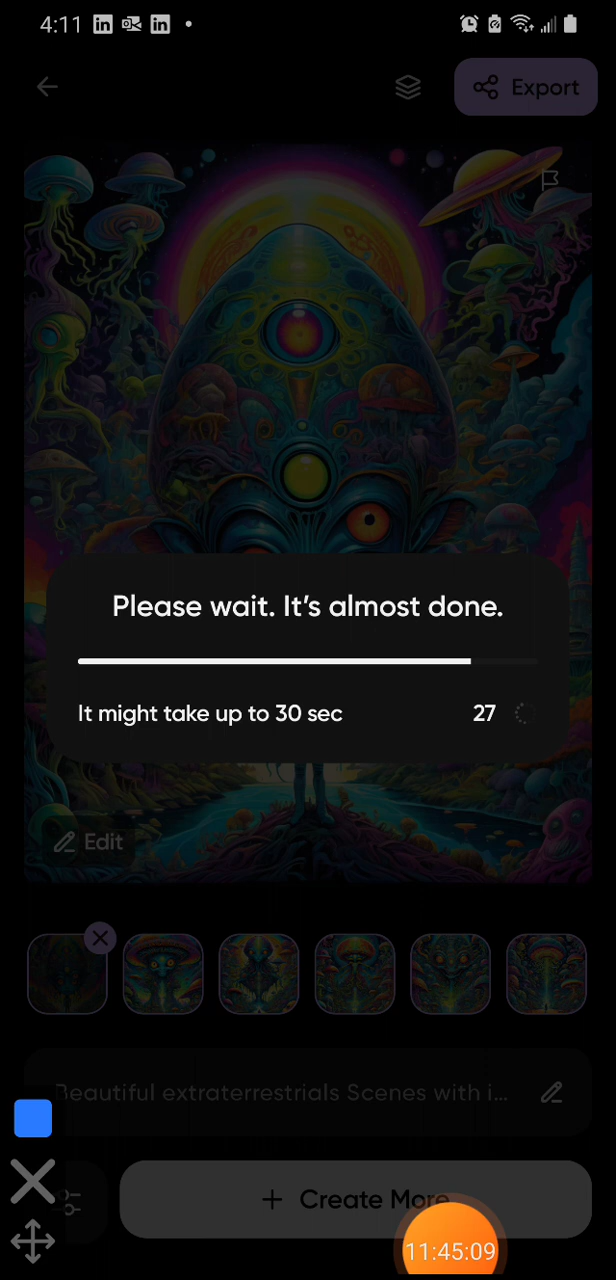 4:11
Export
Please wait. It's almost done.
It might take up to 30 sec 27
Edit
Beautiful extraterrestrials Scenes with i...
+ Create More
11:45:09